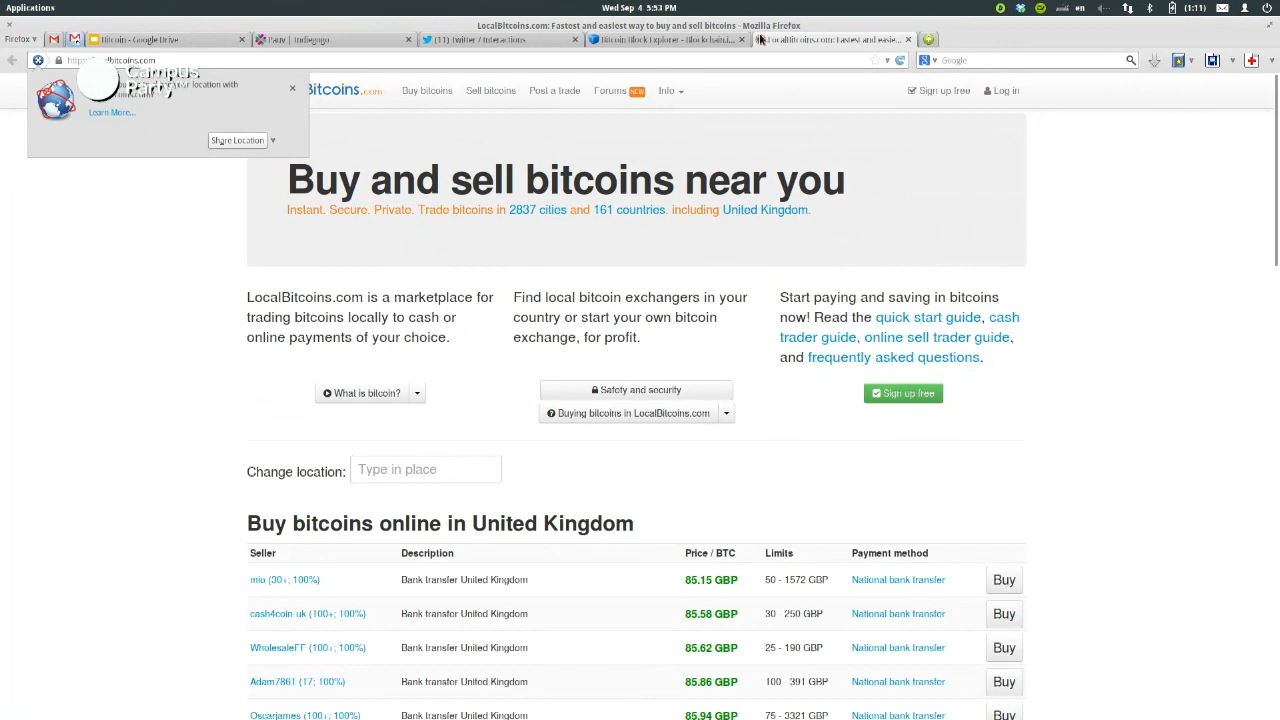 Applications
Wed Sep 4 5:53 PM
en
(1:11)
LocalBitcoins.com: Fastest and easiest way to buy and sell bitcoins - Mozilla Firefox
Firefox
Bitcoin - Google Drive
Pauv | Indiegogo
(11) Twitter / Interactions
Bitcoin Block Explorer - Blockchain.i...
LocalBitcoins.com: Fastest and easie...
Google
Campus
Party
your location with
Learn More...
Share Location
Bitcoins.com
Buy bitcoins
Sell bitcoins
Post a trade
Forums NEW
Info
Sign up free
Log in
Buy and sell bitcoins near you
Instant. Secure. Private. Trade bitcoins in 2837 cities and 161 countries. including United Kingdom.
LocalBitcoins.com is a marketplace for
trading bitcoins locally to cash or
online payments of your choice.
What is bitcoin?
Find local bitcoin exchangers in your
country or start your own bitcoin
exchange, for profit.
Safety and security
Buying bitcoins in LocalBitcoins.com
Start paying and saving in bitcoins
now! Read the quick start guide, cash
trader guide, online sell trader guide,
and frequently asked questions.
Sign up free
Change location: Type in place
Buy bitcoins online in United Kingdom
Seller Description Price / BTC Limits Payment method
mio (30+; 100%) Bank transfer United Kingdom 85.15 GBP 50 - 1572 GBP National bank transfer Buy
cash4coin uk (100+; 100%) Bank transfer United Kingdom 85.58 GBP 30 - 250 GBP National bank transfer Buy
WholesaleFF (100+; 100%) Bank transfer United Kingdom 85.62 GBP 25 - 190 GBP National bank transfer Buy
Adam7861 (17; 100%) Bank transfer United Kingdom 85.86 GBP 100 - 391 GBP National bank transfer Buy
Oscarjames (100+; 100%) Bank transfer United Kingdom 85.94 GBP 75 - 3321 GBP National bank transfer Buy